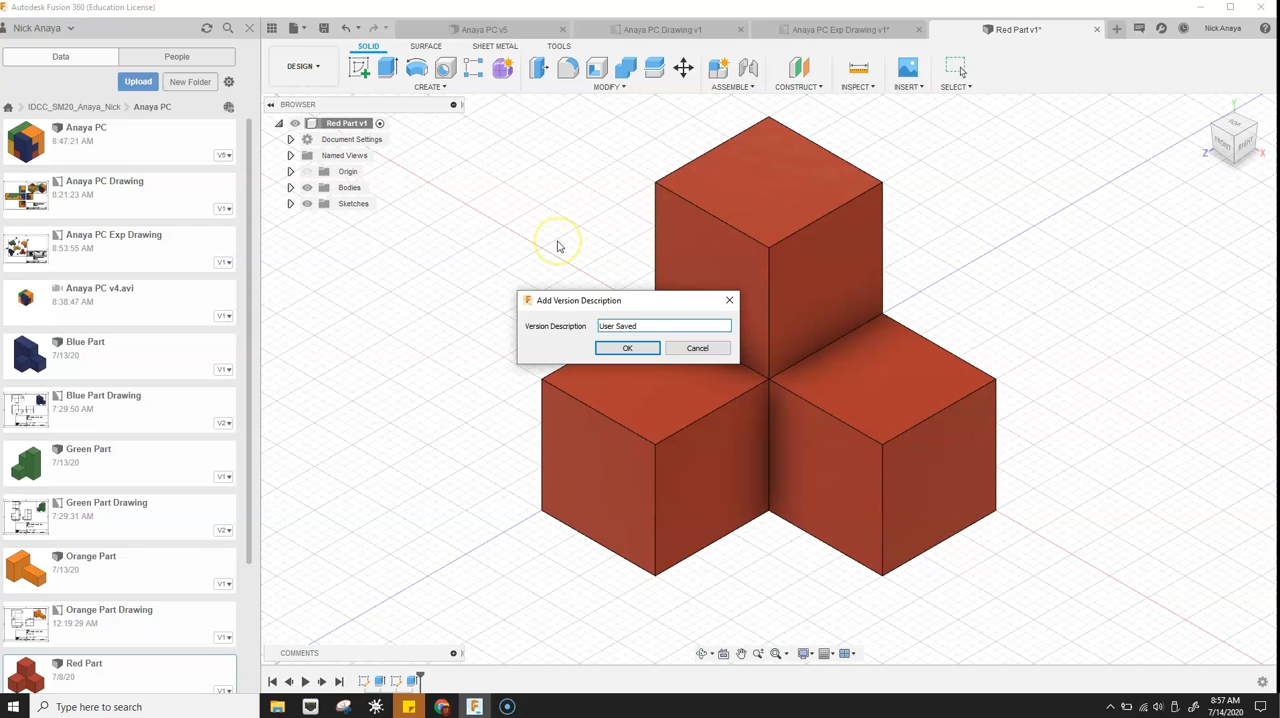 Autodesk Fusion 360 (Education License)
Nick Anaya
Anaya PC v5
Anaya PC Drawing v1
Anaya PC Exp Drawing v1*
Red Part v1*
Nick Anaya
Data
People
SOLID
SURFACE
SHEET METAL
TOOLS
Upload
New Folder
DESIGN
CREATE
MODIFY
ASSEMBLE
CONSTRUCT
INSPECT
INSERT
SELECT
IDCC_SM20_Anaya_Nick
Anaya PC
BROWSER
Red Part v1
Document Settings
Named Views
Origin
Bodies
Sketches
Anaya PC
8:47:21 AM
V5
Anaya PC Drawing
8:21:23 AM
V1
Anaya PC Exp Drawing
8:53:55 AM
V1
Anaya PC v4.avi
8:38:47 AM
V1
Blue Part
7/13/20
V1
Blue Part Drawing
7:29:50 AM
V2
Green Part
7/13/20
V1
Green Part Drawing
7:29:31 AM
V2
Orange Part
7/13/20
V1
Orange Part Drawing
12:19:29 AM
V1
Red Part
7/8/20
V1
Y
TOP
FRONT
RIGHT
Z
X
Add Version Description
Version Description
User Saved
OK
Cancel
COMMENTS
Type here to search
8:57 AM
7/14/2020